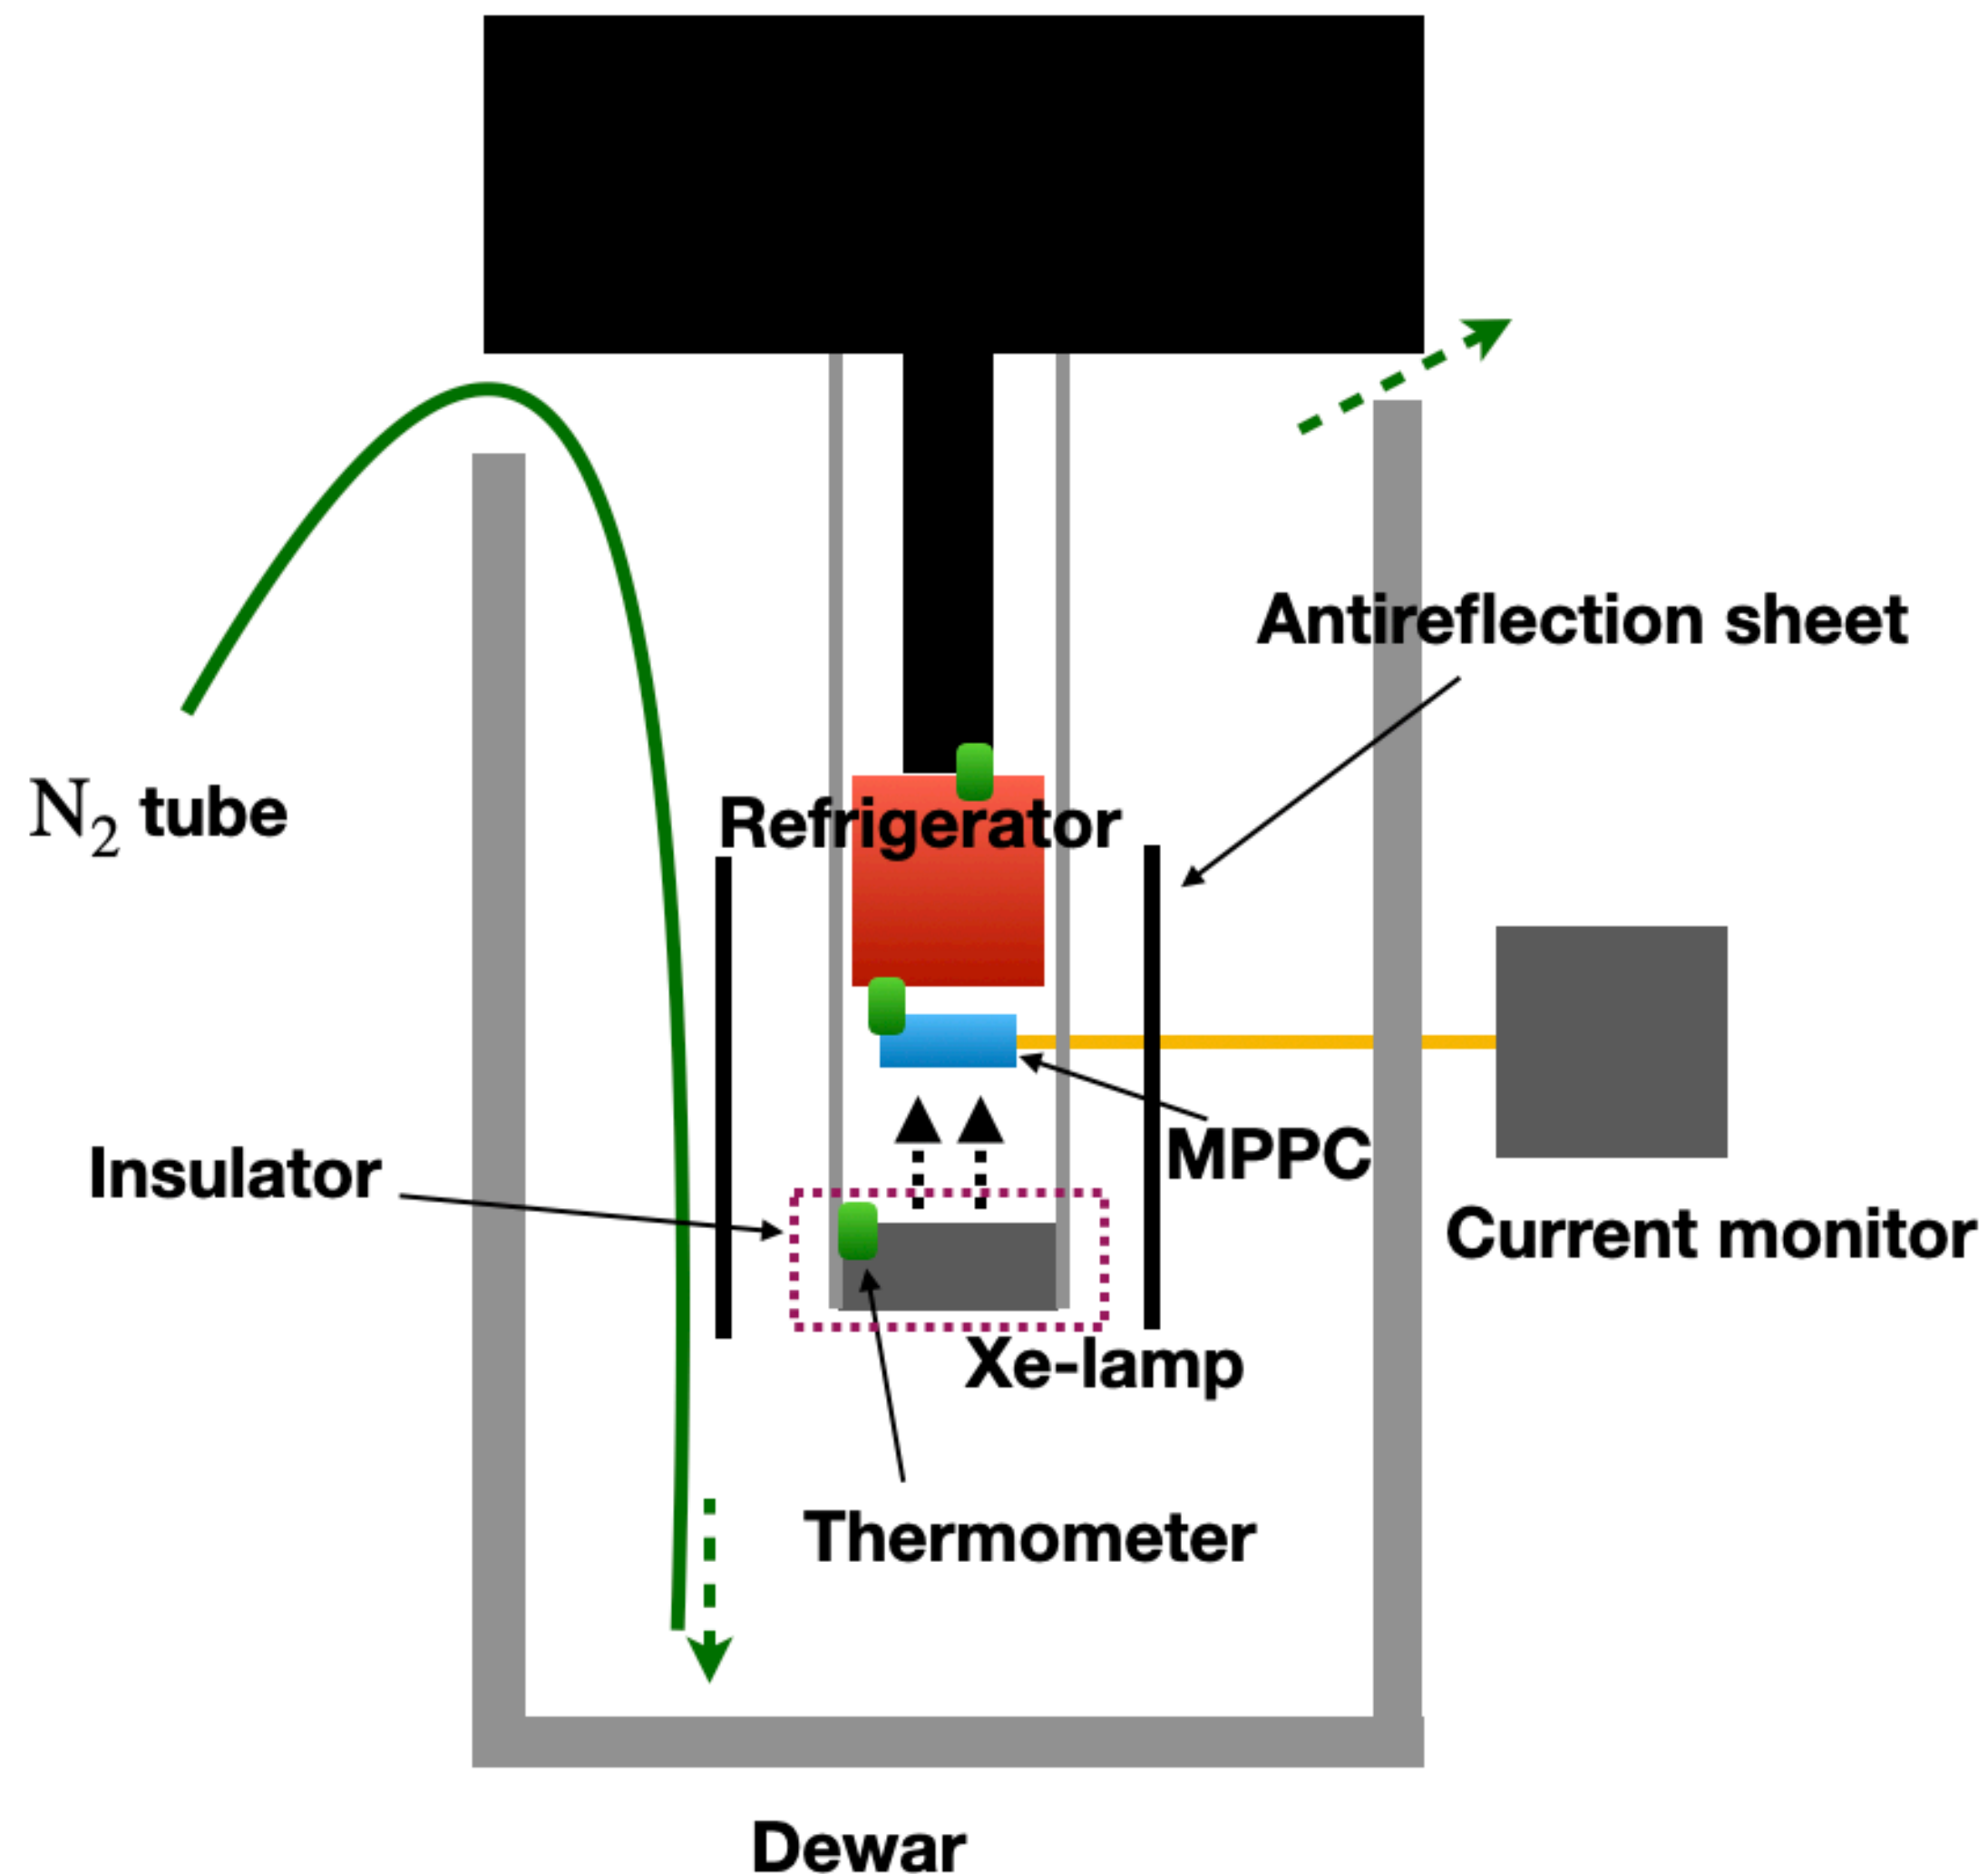 Antireflection sheet
N₂ tube
Refrigerator
MPPC
Insulator
Current monitor
Xe-lamp
Thermometer
Dewar